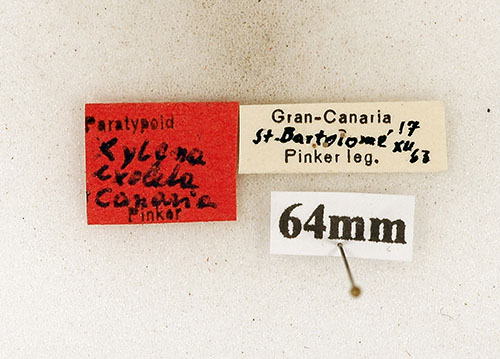 Paratypoid
Xylena
exoleta
Canaria
Pinker
Gran-Canaria
St. Bartolomé 17
XII
Pinker leg. 63
64mm